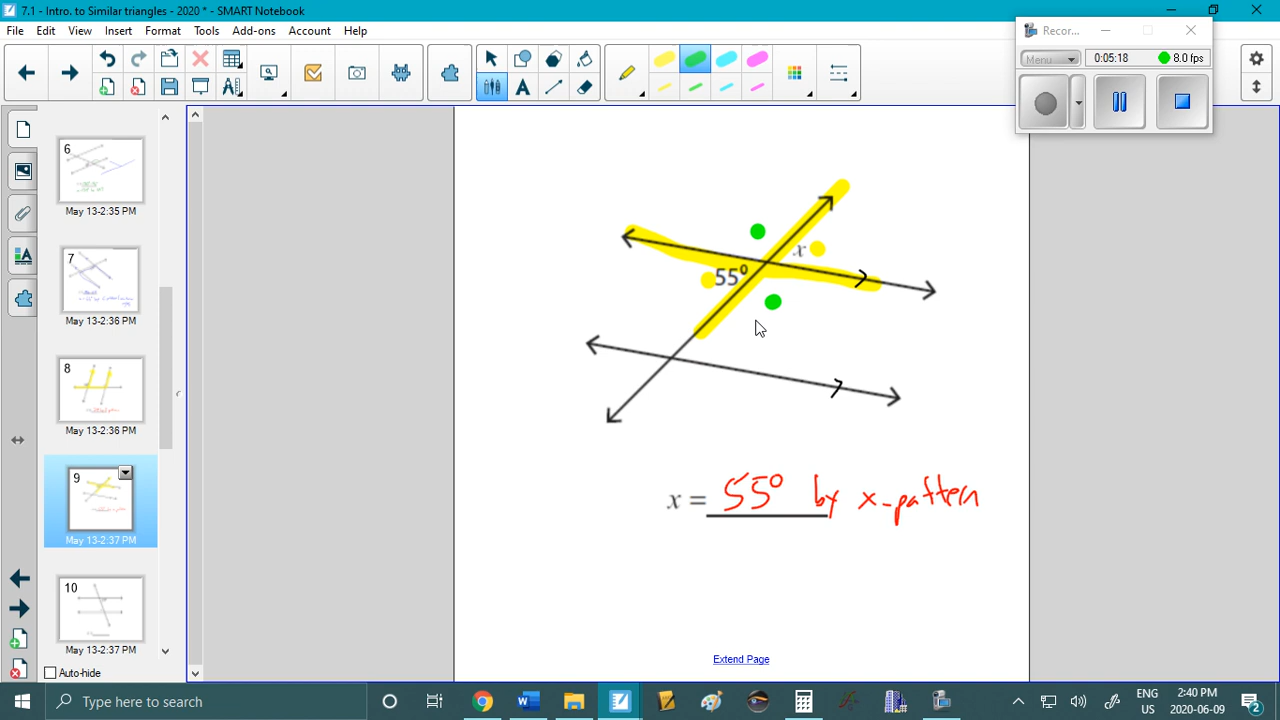 7.1 - Intro. to Similar triangles - 2020 * - SMART Notebook
File Edit View Insert Format Tools Add-ons Account Help
Recor...
Menu 0:05:18 8.0 fps
6
May 13-2:35 PM
7
May 13-2:36 PM
8
May 13-2:36 PM
9
May 13-2:37 PM
10
May 13-2:37 PM
Auto-hide
x
55°
x = 55° by x-pattern
Extend Page
Type here to search
ENG
CA
2:40 PM
2020-06-09
2